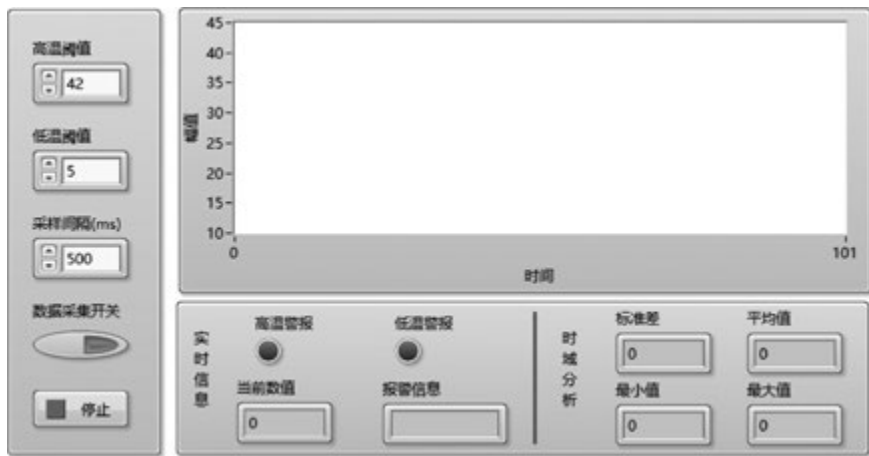 高温阈值
42
低温阈值
5
采样间隔(ms)
500
数据采集开关
停止
45
40
35
30
25
20
15
10
幅值
0
101
时间
实时信息
高温警报
低温警报
当前数值
报警信息
0
时域分析
标准差
平均值
0
0
最小值
最大值
0
0